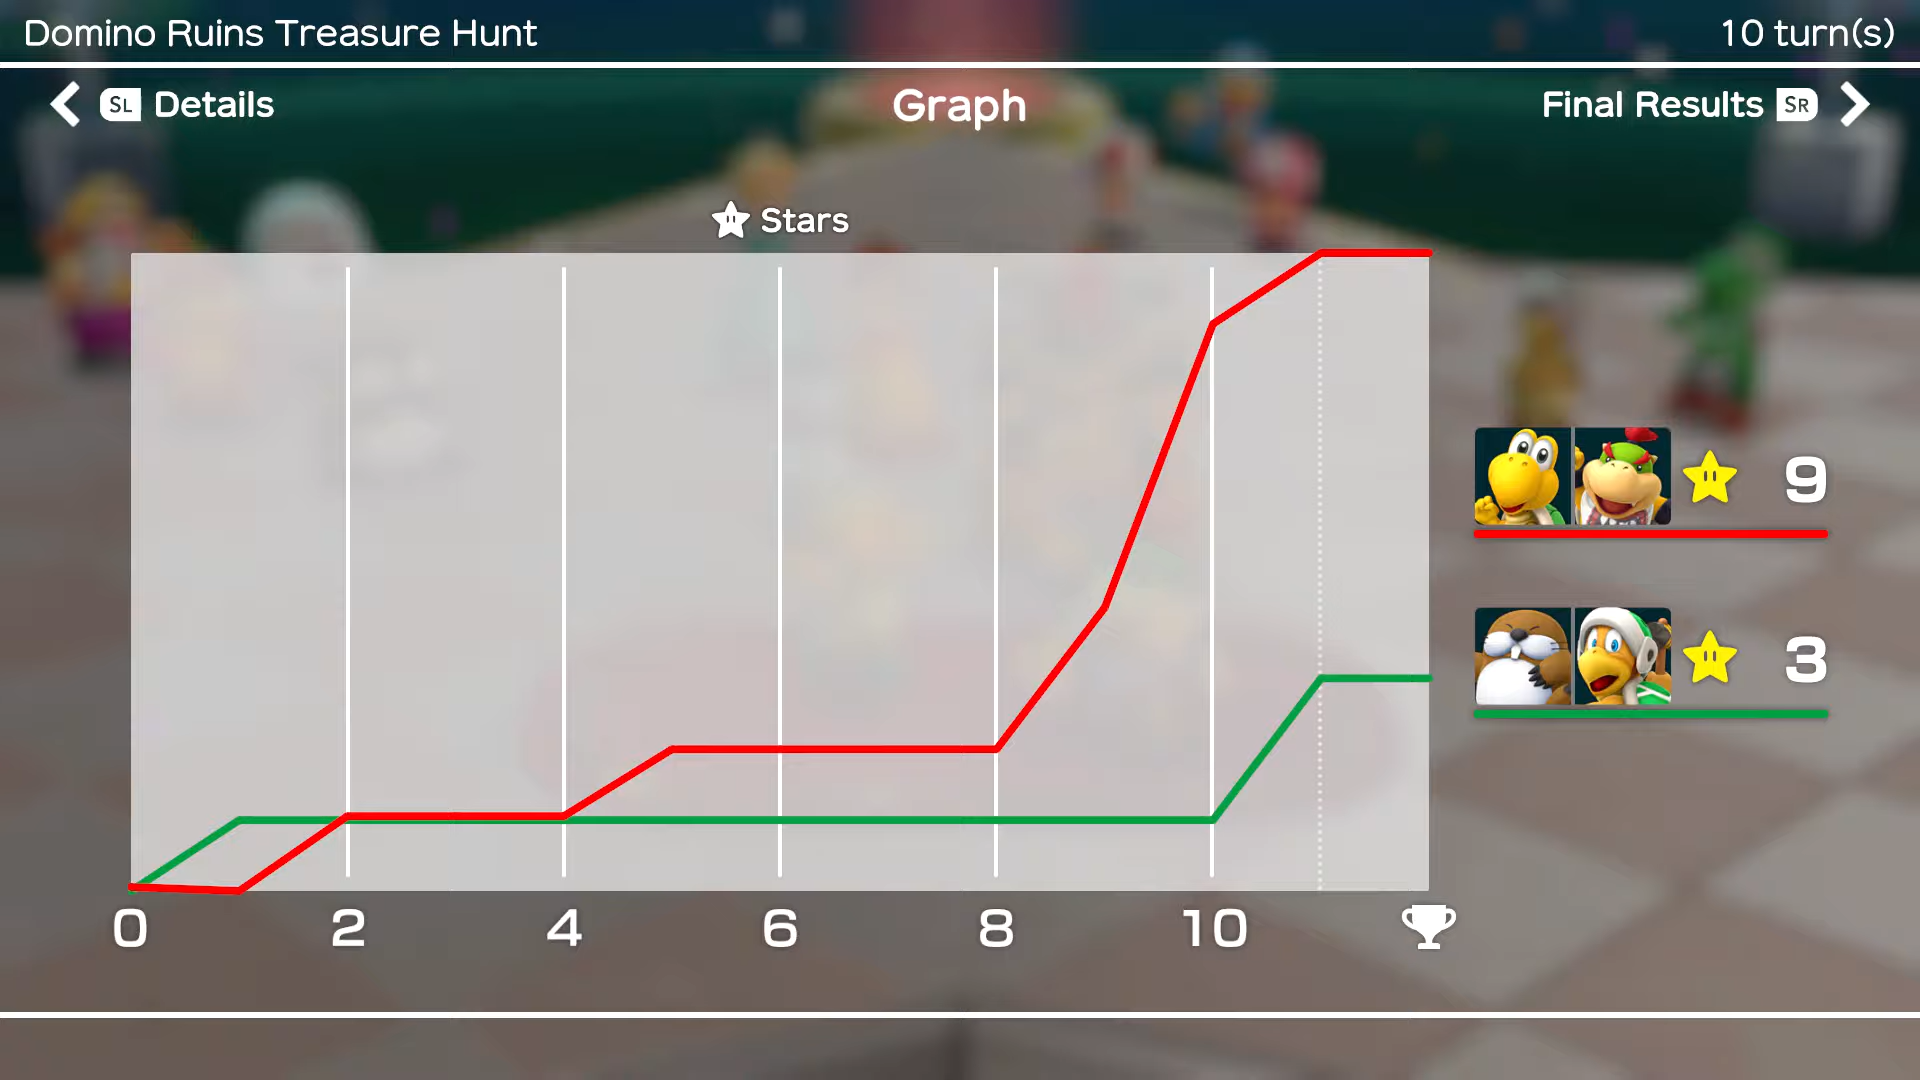 Domino Ruins Treasure Hunt
10 turn(s)
SL Details
Graph
Final Results SR
Stars
9
3
0 2 4 6 8 10